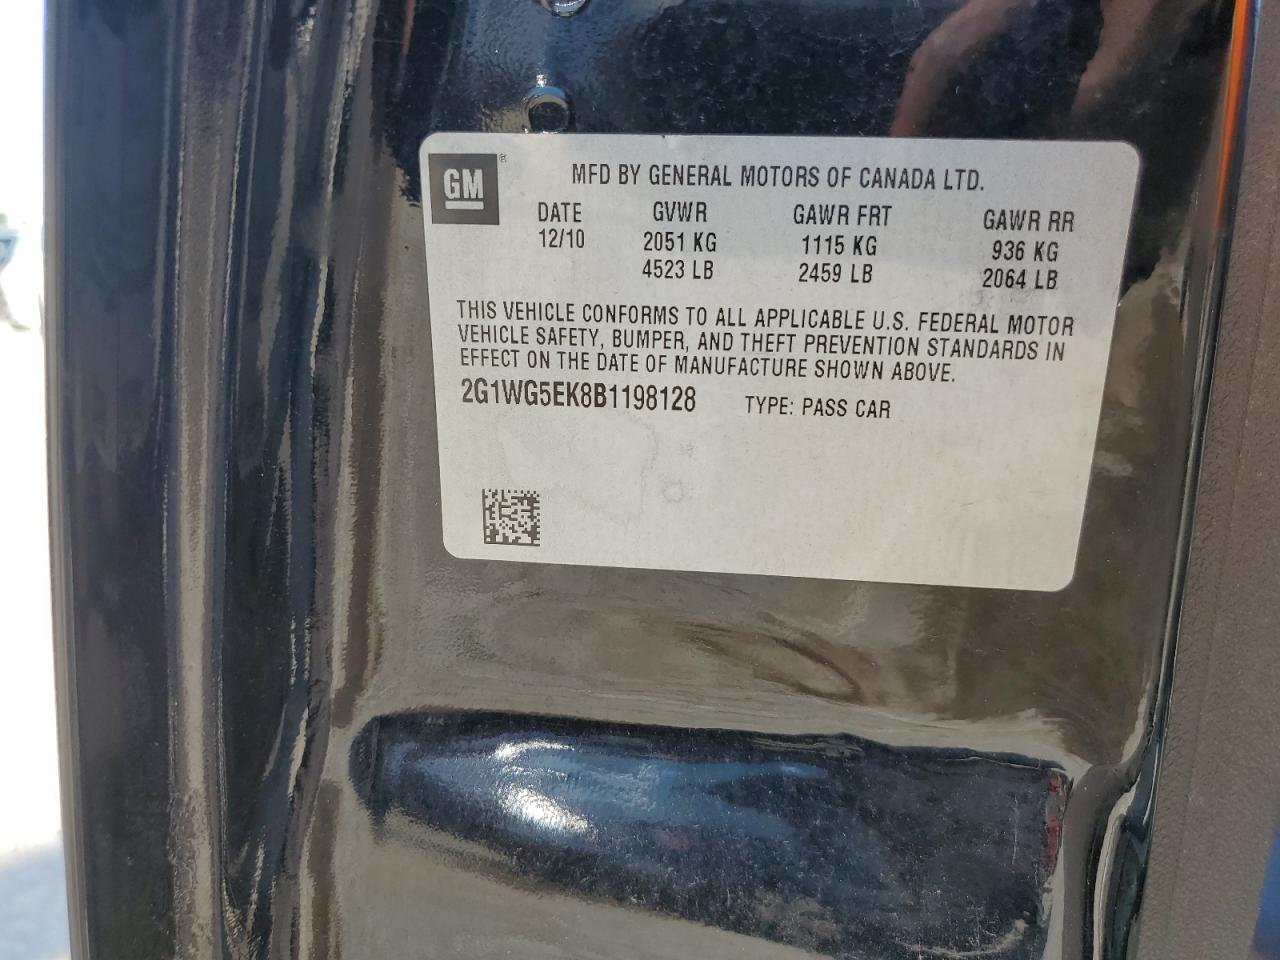 GM®
MFD BY GENERAL MOTORS OF CANADA LTD.
DATE GVWR GAWR FRT GAWR RR
12/10 2051 KG 1115 KG 936 KG
4523 LB 2459 LB 2064 LB
THIS VEHICLE CONFORMS TO ALL APPLICABLE U.S. FEDERAL MOTOR
VEHICLE SAFETY, BUMPER, AND THEFT PREVENTION STANDARDS IN
EFFECT ON THE DATE OF MANUFACTURE SHOWN ABOVE.
2G1WG5EK8B1198128 TYPE: PASS CAR